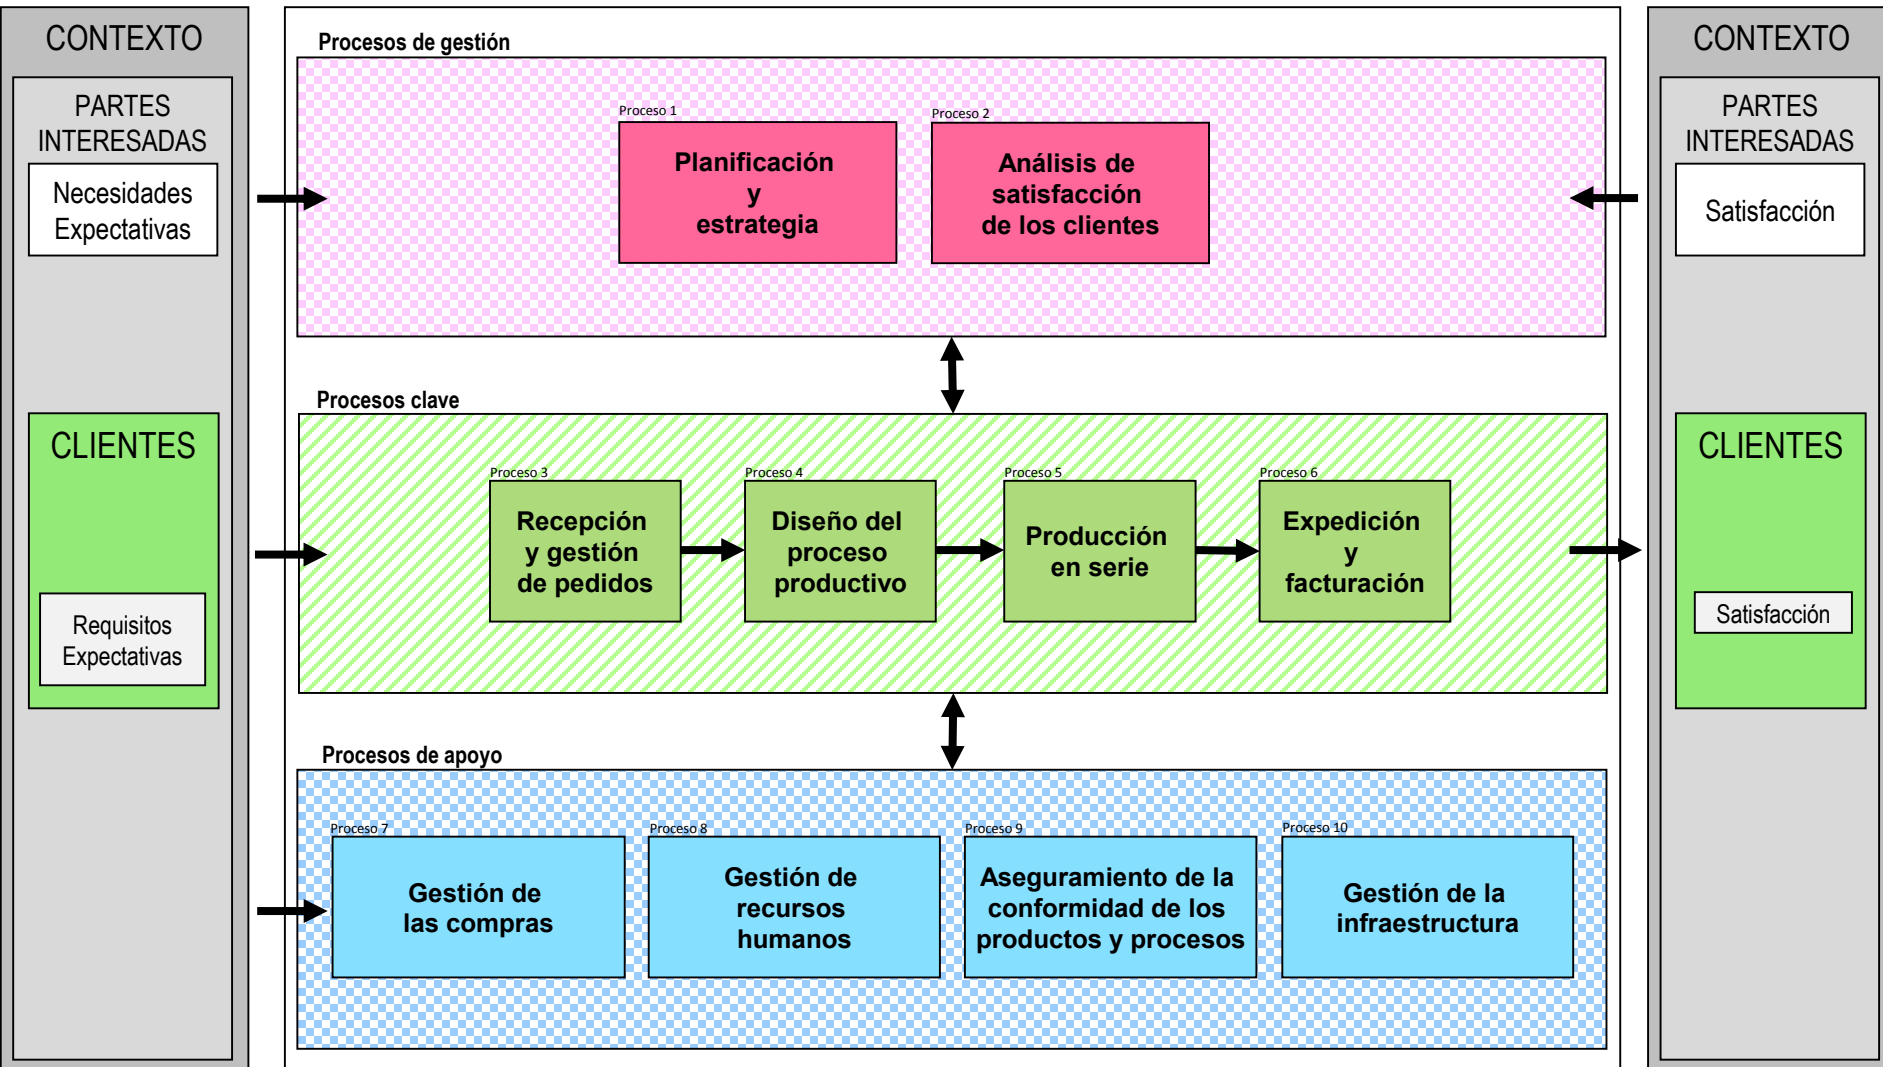 CONTEXTO
PARTES
INTERESADAS
Necesidades
Expectativas
CLIENTES
Requisitos
Expectativas
Procesos de gestión
Proceso 1
Planificación
y
estrategia
Proceso 2
Análisis de
satisfacción
de los clientes
Procesos clave
Proceso 3
Recepción
y gestión
de pedidos
Proceso 4
Diseño del
proceso
productivo
Proceso 5
Producción
en serie
Proceso 6
Expedición
y
facturación
Procesos de apoyo
Proceso 7
Gestión de
las compras
Proceso 8
Gestión de
recursos
humanos
Proceso 9
Aseguramiento de la
conformidad de los
productos y procesos
Proceso 10
Gestión de la
infraestructura
CONTEXTO
PARTES
INTERESADAS
Satisfacción
CLIENTES
Satisfacción